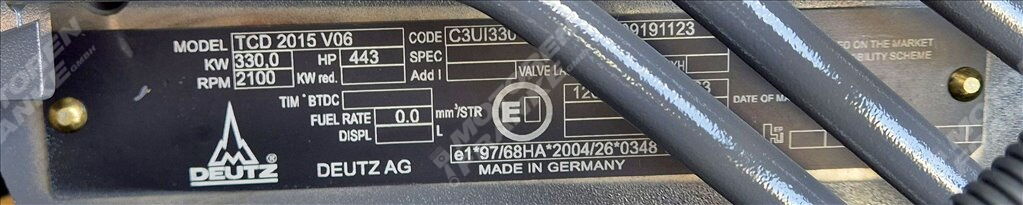 MODEL TCD 2015 V06 CODE C3UI330 09191123
KW 330,0 HP 443 SPEC
RPM 2100 KW red. Add I VALVE LA
TIM °BTDC
FUEL RATE 0.0 mm³/STR
DISPL L
E
DATE OF MA
ED ON THE MARKET
BILITY SCHEME
DEUTZ ®
DEUTZ AG
e1*97/68HA*2004/26*0348
MADE IN GERMANY